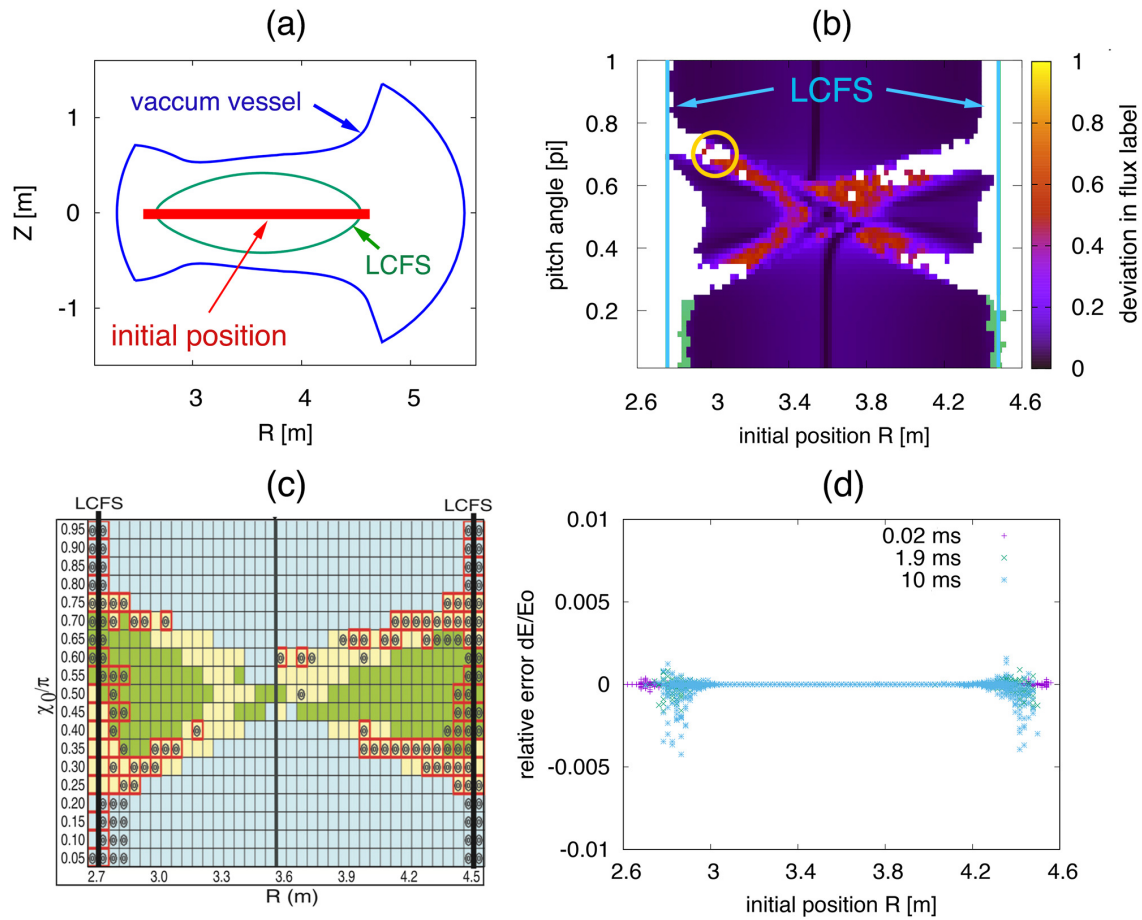 (a)
Z [m]
1
0
-1
vaccum vessel
LCFS
initial position
3
4
5
R [m]
(b)
pitch angle [pi]
1
0.8
0.6
0.4
0.2
LCFS
2.6
3
3.4
3.8
4.2
4.6
initial position R [m]
1
0.8
0.6
0.4
0.2
0
deviation in flux label
(c)
LCFS
LCFS
χ₀/π
0.95
0.90
0.85
0.80
0.75
0.70
0.65
0.60
0.55
0.50
0.45
0.40
0.35
0.30
0.25
0.20
0.15
0.10
0.05
2.7
3.0
3.3
3.6
3.9
4.2
4.5
R (m)
(d)
relative error dE/Eo
0.01
0.005
0
-0.005
-0.01
0.02 ms
1.9 ms
10 ms
2.6
3
3.4
3.8
4.2
4.6
initial position R [m]